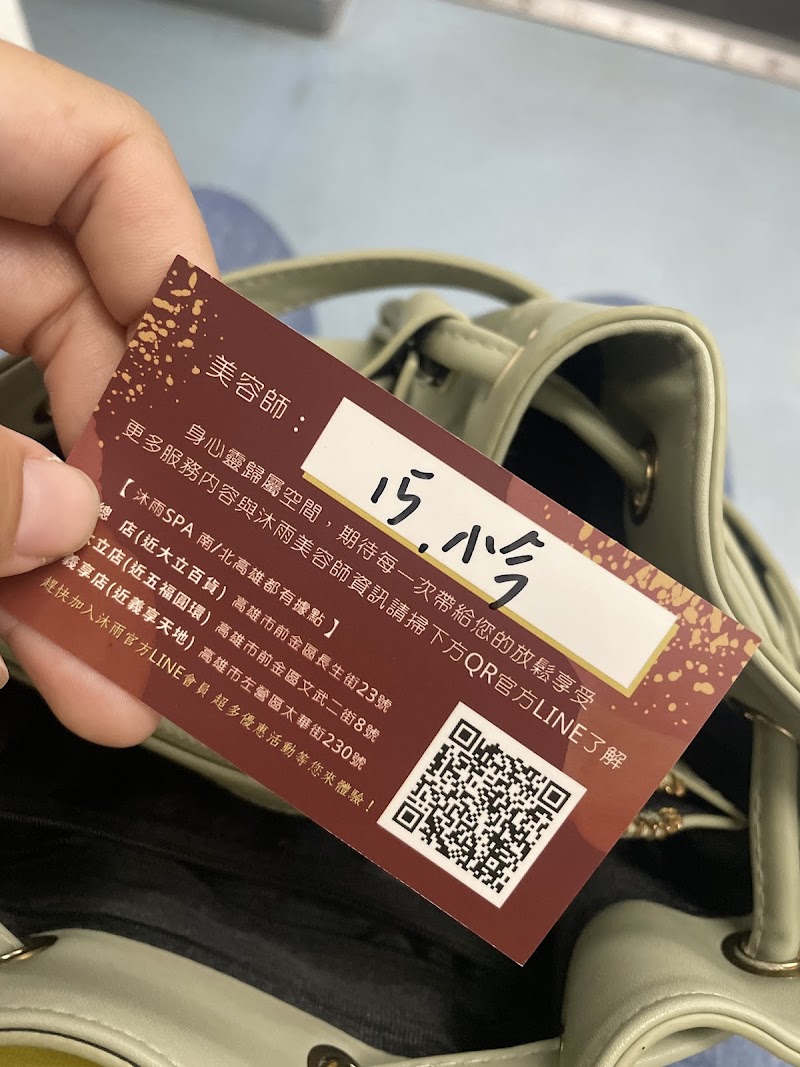 美容師：
15. 小今
身心靈歸屬空間，期待每一次帶給您的放鬆享受
更多服務內容與沐雨美容師資訊請掃下方QR官方LINE了解
【 沐雨SPA 南/北高雄都有據點 】
總 店(近大立百貨) 高雄市前金區長生街23號
大立店(近五福圓環) 高雄市前金區文武二街8號
義享店(近義享天地) 高雄市左營區太華街230號
趕快加入沐雨官方LINE會員 超多優惠活動等您來體驗！